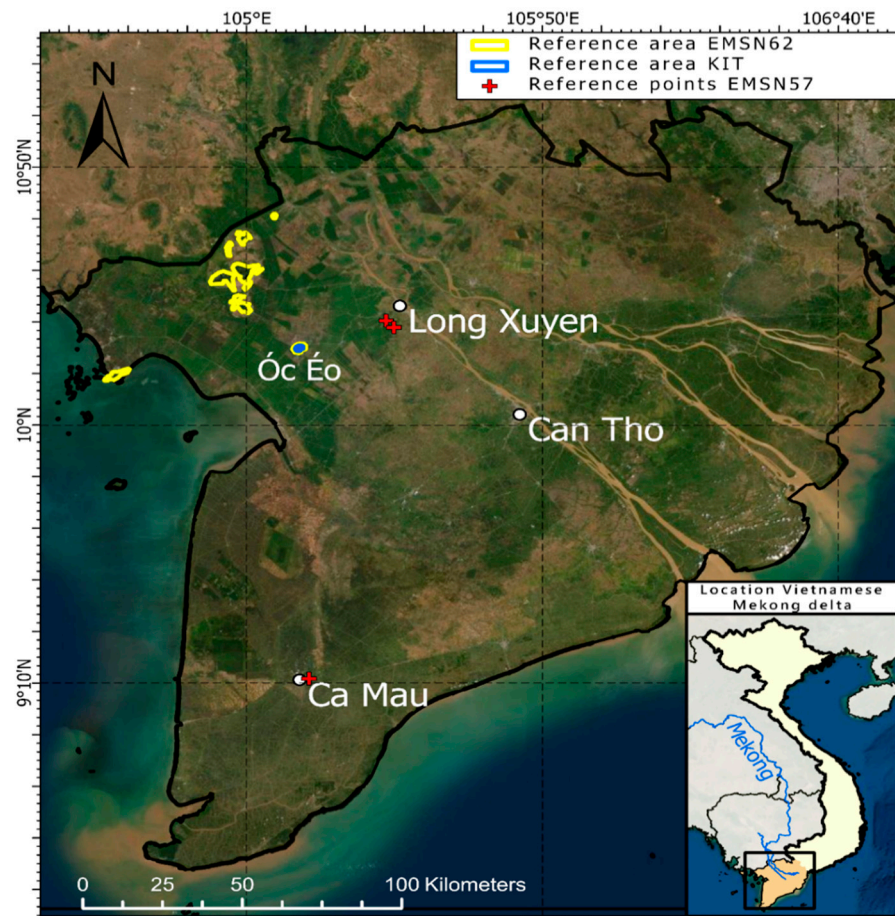 105°E
105°50'E
106°40'E
Reference area EMSN62
Reference area KIT
Reference points EMSN57
N
10°50'N
10°N
9°10'N
Long Xuyen
Óc Éo
Can Tho
Ca Mau
0 25 50 100 Kilometers
Location Vietnamese
Mekong delta
Mekong